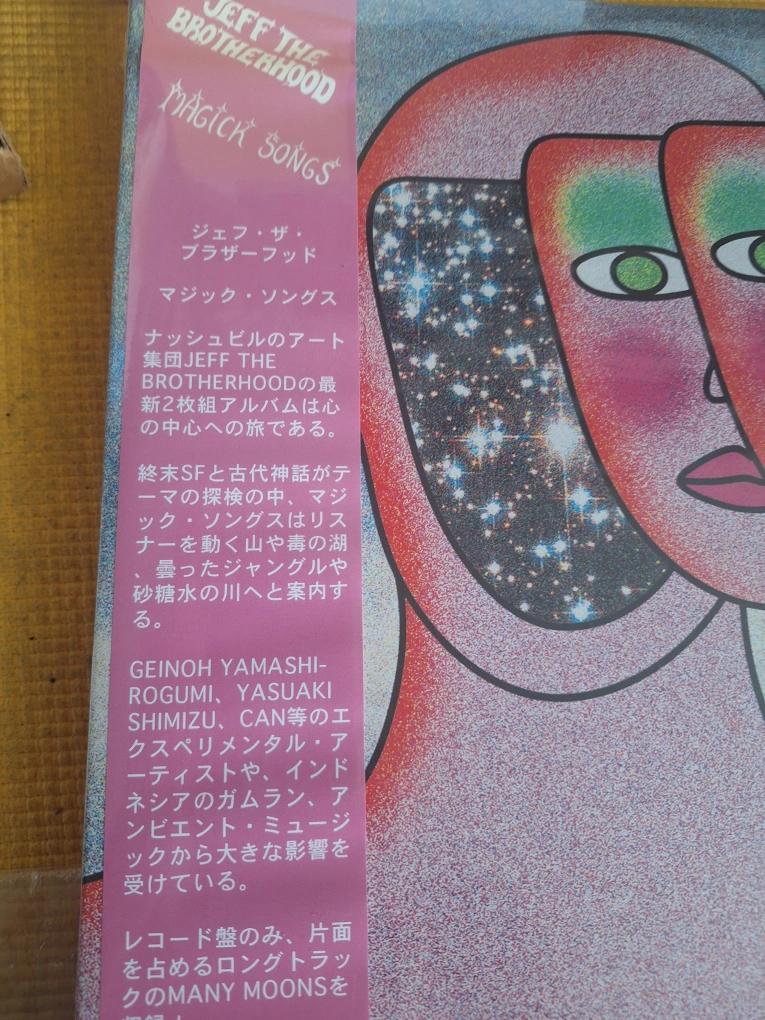 JEFF THE
BROTHERHOOD
MAGICK SONGS
ジェフ・ザ・
ブラザーフッド
マジック・ソングス
ナッシュビルのアート
集団JEFF THE
BROTHERHOODの最
新2枚組アルバムは心
の中心への旅である。
終末SFと古代神話がテ
ーマの探検の中、マジ
ック・ソングスはリス
ナーを動く山や毒の湖
、曇ったジャングルや
砂糖水の川へと案内す
る。
GEINOH YAMASHI-
ROGUMI、YASUAKI
SHIMIZU、CAN等のエ
クスペリメンタル・ア
ーティストや、インド
ネシアのガムラン、ア
ンビエント・ミュージ
ックから大きな影響を
受けている。
レコード盤のみ、片面
を占めるロングトラッ
クのMANY MOONSを